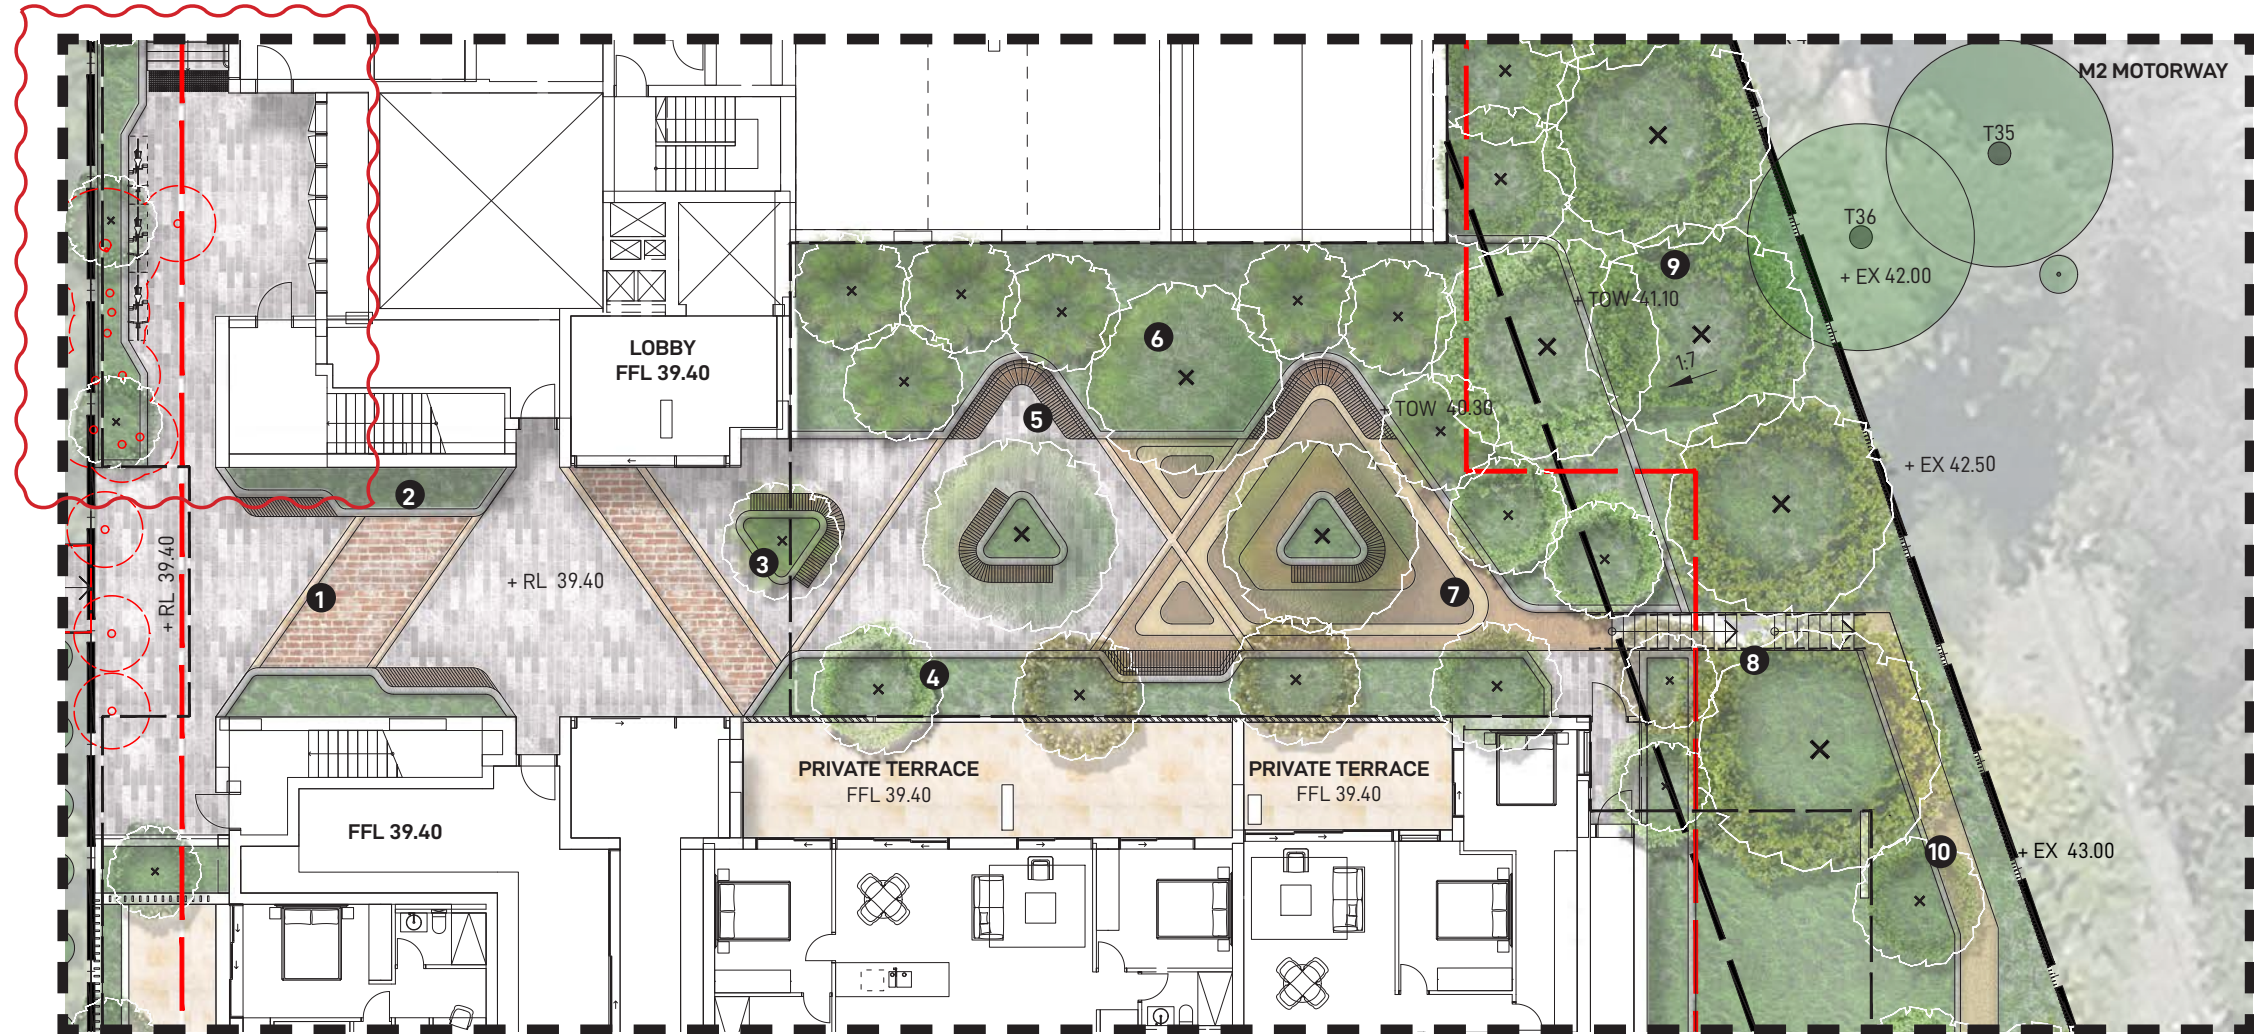 M2 MOTORWAY
T35
T36
+ EX 42.00
9
+ TOW 41.10
6
LOBBY
FFL 39.40
1:7
5
+ TOW 40.30
+ EX 42.50
2
+ RL 39.40
3
+ RL 39.40
1
7
8
4
PRIVATE TERRACE
FFL 39.40
PRIVATE TERRACE
FFL 39.40
FFL 39.40
10
+ EX 43.00